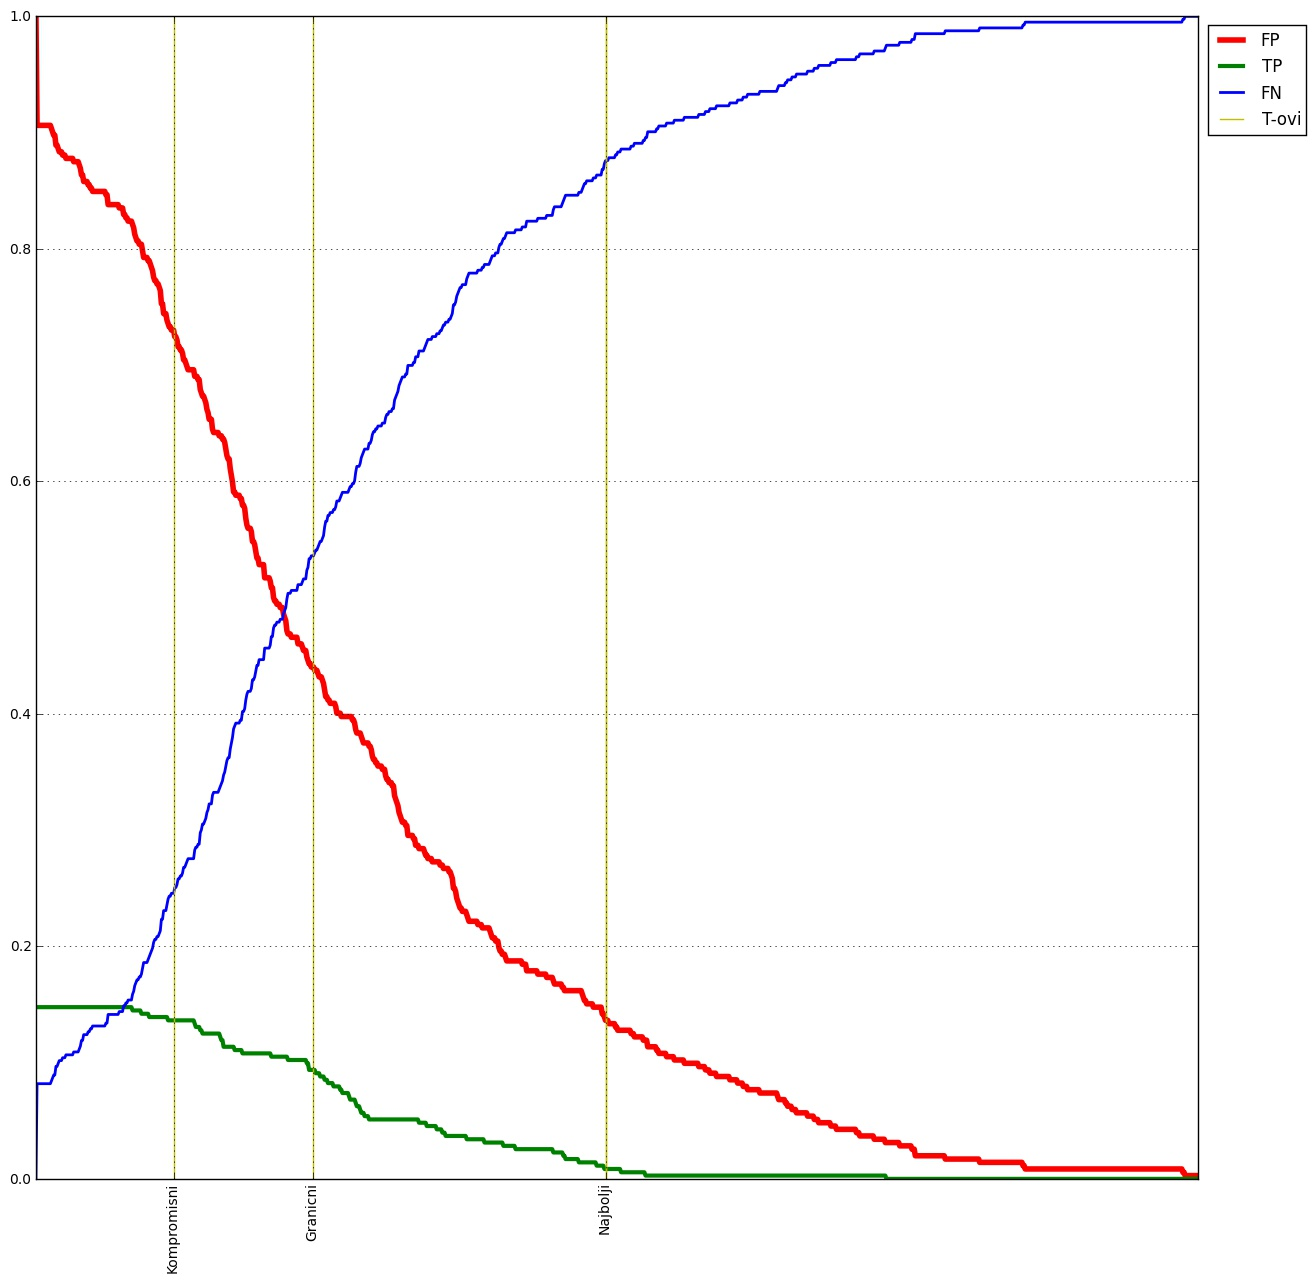 1.0
0.8
0.6
0.4
0.2
0.0
Kompromisni
Granicni
Najbolji
FP
TP
FN
T-ovi